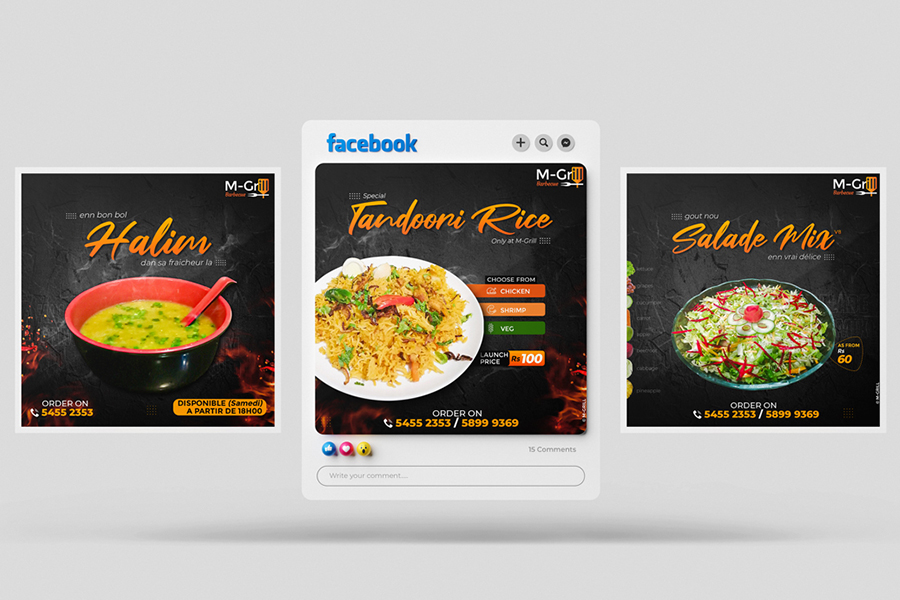 M-Grill
Barbecue
enn bon bol
Halim
dan sa fraicheur la
ORDER ON
5455 2353
DISPONIBLE (Samedi)
A PARTIR DE 18H00
facebook
M-Grill
Barbecue
Special
Tandoori Rice
Only at M-Grill
CHOOSE FROM
CHICKEN
SHRIMP
VEG
LAUNCH
PRICE
Rs 100
ORDER ON
5455 2353 / 5899 9369
© M-GRILL
15 Comments
Write your comment....
M-Grill
Barbecue
gout nou
Salade Mix
enn vrai délice
AS FROM
Rs
60
ORDER ON
5455 2353 / 5899 9369
© M-GRILL